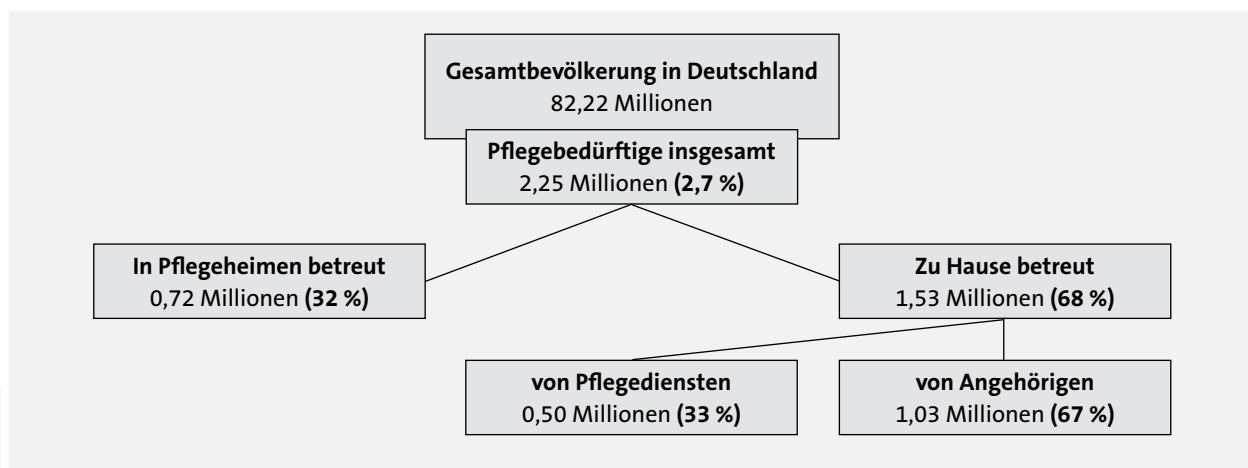 Gesamtbevölkerung in Deutschland
82,22 Millionen
Pflegebedürftige insgesamt
2,25 Millionen (2,7 %)
In Pflegeheimen betreut
0,72 Millionen (32 %)
Zu Hause betreut
1,53 Millionen (68 %)
von Pflegediensten
0,50 Millionen (33 %)
von Angehörigen
1,03 Millionen (67 %)